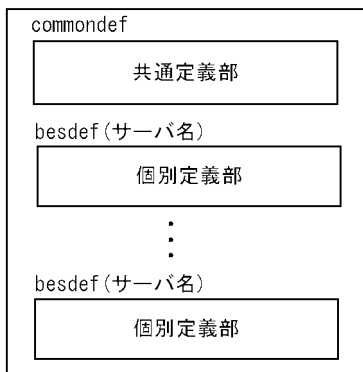 commondef
共通定義部
besdef(サーバ名)
個別定義部
⋮
besdef(サーバ名)
個別定義部